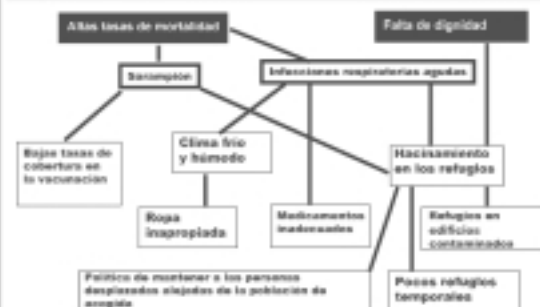 Altas tasas de mortalidad
Falta de dignidad
Sarampión
Infecciones respiratorias agudas
Bajas tasas de
cobertura en
la vacunación
Clima frío
y húmedo
Hacinamiento
en los refugios
Ropa
inapropiada
Medicamentos
inadecuados
Refugios en
edificios
contaminados
Política de mantener a las personas
desplazadas alejadas de la población de
acogida
Pocos refugios
temporales